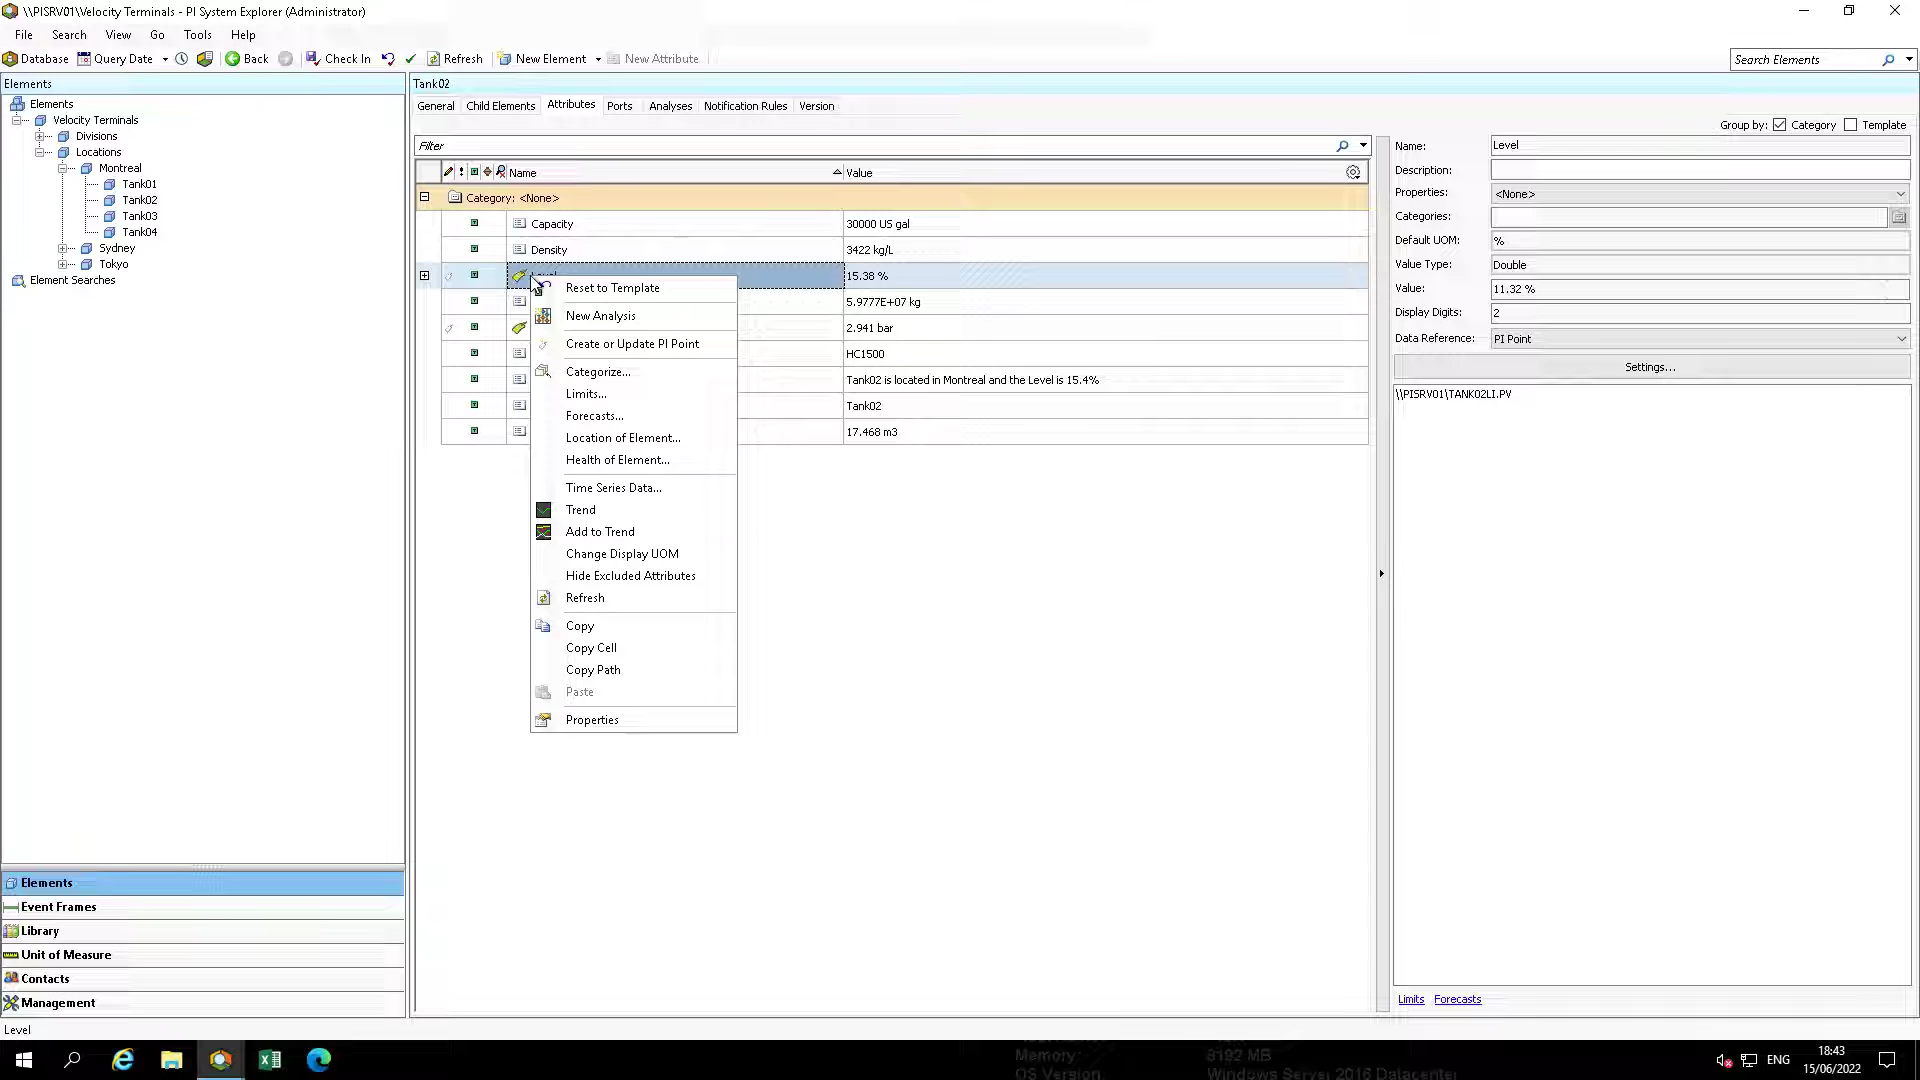 \\PISRV01\Velocity Terminals - PI System Explorer (Administrator)
File Search View Go Tools Help
Database Query Date Back Check In Refresh New Element New Attribute
Search Elements
Elements
Elements
Velocity Terminals
Divisions
Locations
Montreal
Tank01
Tank02
Tank03
Tank04
Sydney
Tokyo
Element Searches
Elements
Event Frames
Library
Unit of Measure
Contacts
Management
Tank02
General Child Elements Attributes Ports Analyses Notification Rules Version
Group by: Category Template
Filter
Name Value
Category: <None>
Capacity 30000 US gal
Density 3422 kg/L
15.38 %
5.9777E+07 kg
2.941 bar
HC1500
Tank02 is located in Montreal and the Level is 15.4%
Tank02
17.468 m3
Reset to Template
New Analysis
Create or Update PI Point
Categorize...
Limits...
Forecasts...
Location of Element...
Health of Element...
Time Series Data...
Trend
Add to Trend
Change Display UOM
Hide Excluded Attributes
Refresh
Copy
Copy Cell
Copy Path
Paste
Properties
Name: Level
Description:
Properties: <None>
Categories:
Default UOM: %
Value Type: Double
Value: 11.32 %
Display Digits: 2
Data Reference: PI Point
Settings...
\\PISRV01\TANK02LI.PV
Limits Forecasts
Level
Memory: 8192 MB
OS Version: Windows Server 2016 Datacenter
ENG
18:43
15/06/2022